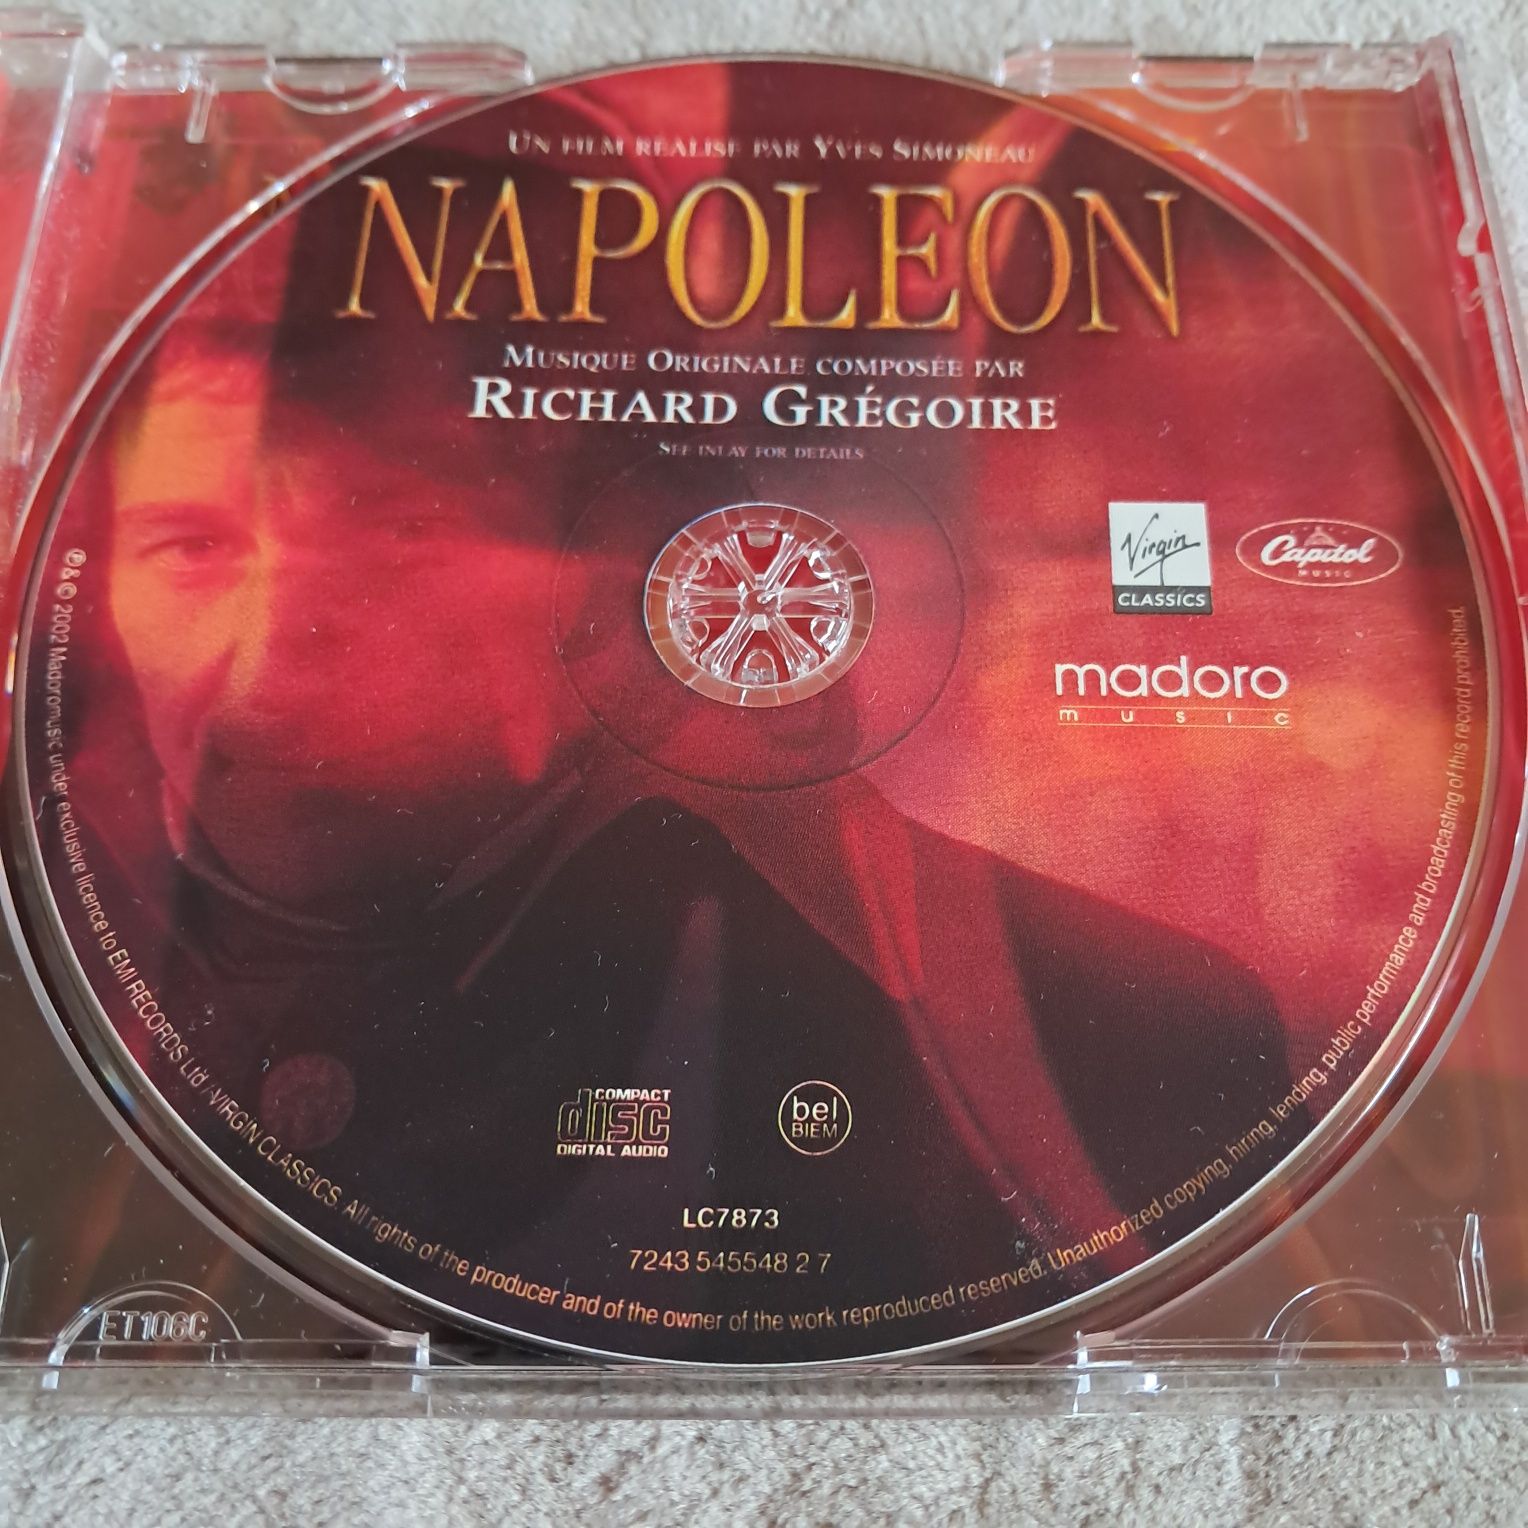 UN FILM RÉALISÉ PAR YVES SIMONEAU
NAPOLEON
MUSIQUE ORIGINALE COMPOSÉE PAR
RICHARD GRÉGOIRE
SEE INLAY FOR DETAILS
Virgin
CLASSICS
Capitol
MUSIC
madoro
music
COMPACT
disc
DIGITAL AUDIO
bel
BIEM
LC7873
7243 545548 2 7
℗&© 2002 Madoromusic under exclusive licence to EMI RECORDS Ltd / VIRGIN CLASSICS. All rights of the producer and of the owner of the work reproduced reserved. Unauthorized copying, hiring, lending, public performance and broadcasting of this record prohibited.
ET106C